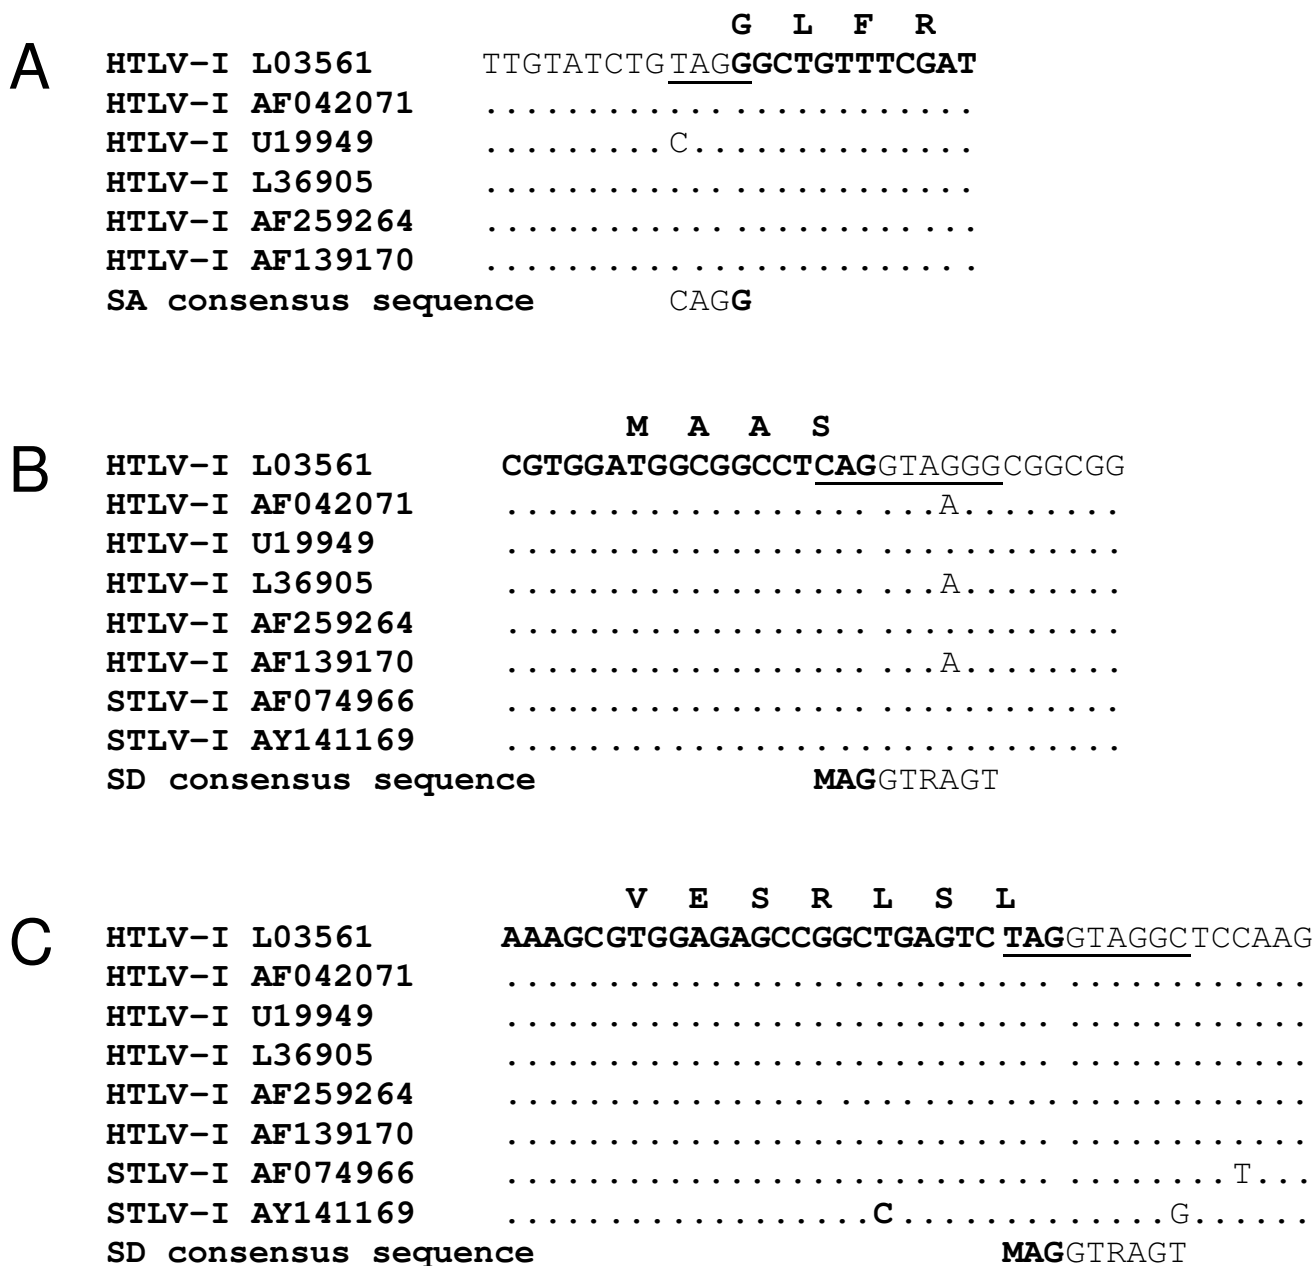 G L F R
A HTLV-I L03561 TTGTATCTGTAGGGCTGTTTCGAT
HTLV-I AF042071 ........................
HTLV-I U19949 .........C..............
HTLV-I L36905 ........................
HTLV-I AF259264 ........................
HTLV-I AF139170 ........................
SA consensus sequence CAGG
M A A S
B HTLV-I L03561 CGTGGATGGCGGCCTCAGGTAGGGCGGCGG
HTLV-I AF042071 .....................A........
HTLV-I U19949 ..............................
HTLV-I L36905 .....................A........
HTLV-I AF259264 ..............................
HTLV-I AF139170 .....................A........
STLV-I AF074966 ..............................
STLV-I AY141169 ..............................
SD consensus sequence MAGGTRAGT
V E S R L S L
C HTLV-I L03561 AAAGCGTGGAGAGCCGGCTGAGTCTAGGTAGGCTCCAAG
HTLV-I AF042071 .......................................
HTLV-I U19949 .......................................
HTLV-I L36905 .......................................
HTLV-I AF259264 .......................................
HTLV-I AF139170 .......................................
STLV-I AF074966 ...................................T...
STLV-I AY141169 ..................C.............G......
SD consensus sequence MAGGTRAGT